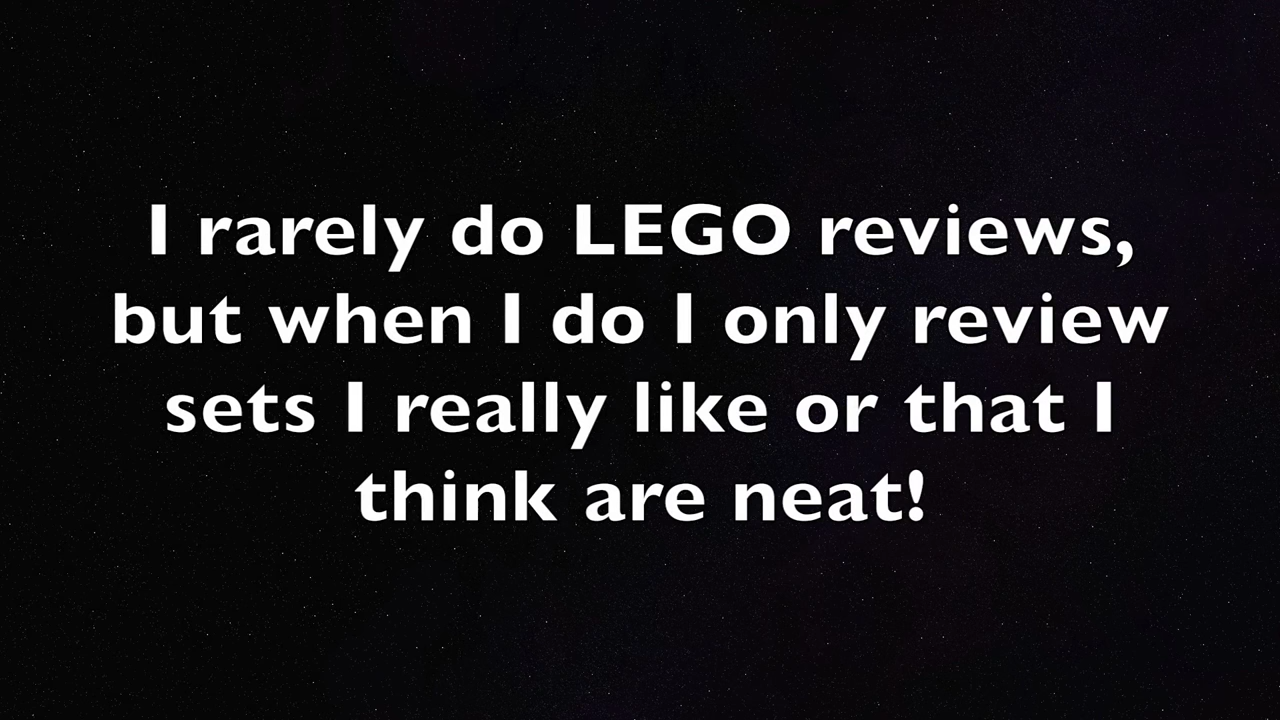 I rarely do LEGO reviews,
but when I do I only review
sets I really like or that I
think are neat!